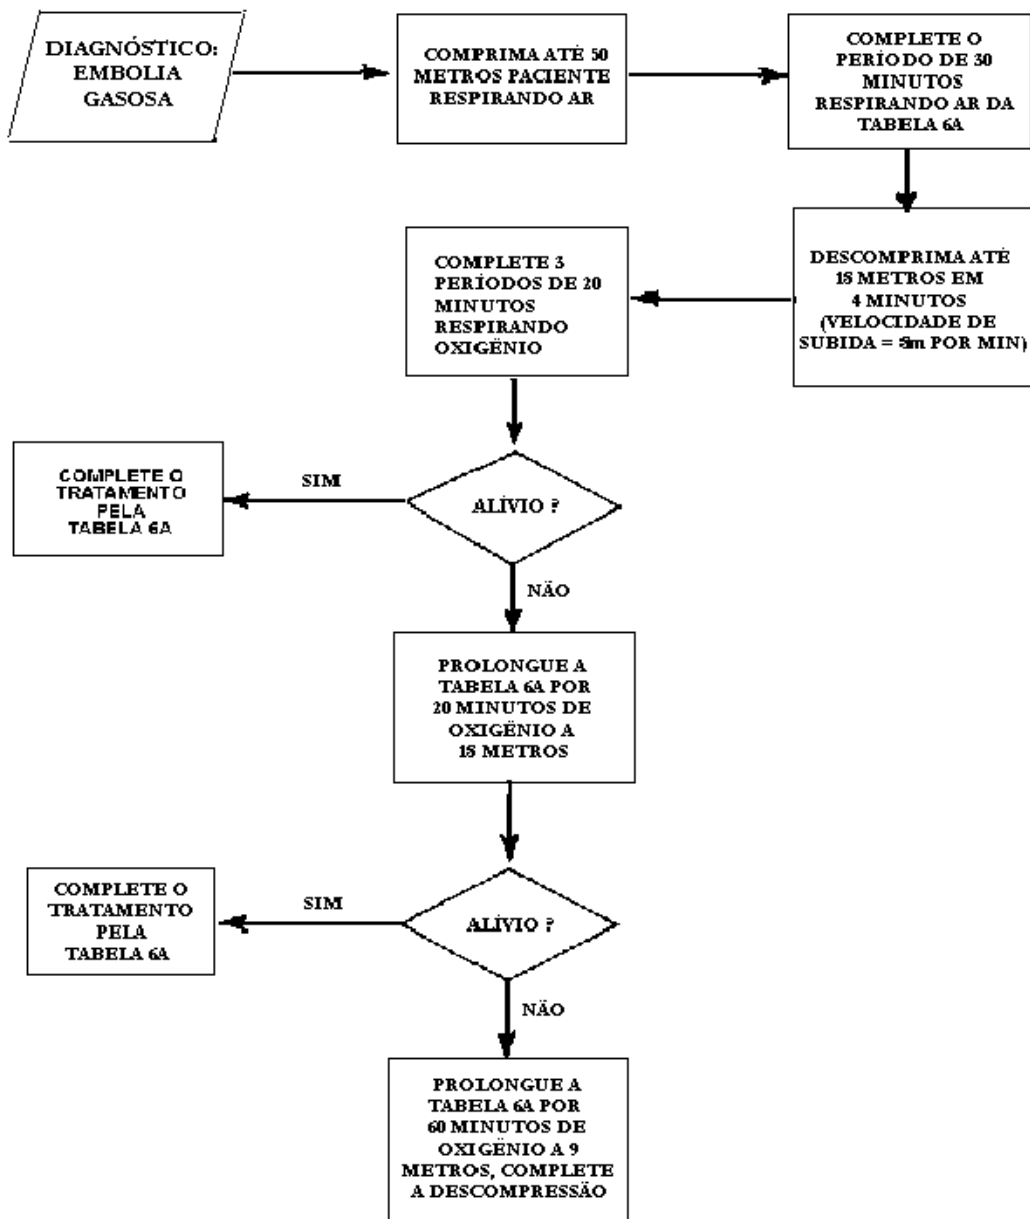 DIAGNÓSTICO:
EMBOLIA
GASOSA
COMPRIMA ATÉ 50
METROS PACIENTE
RESPIRANDO AR
COMPLETE O
PERÍODO DE 30
MINUTOS
RESPIRANDO AR DA
TABELA 6A
DESCOMPRIMA ATÉ
18 METROS EM
4 MINUTOS
(VELOCIDADE DE
SUBIDA = 8m POR MIN)
COMPLETE 3
PERÍODOS DE 20
MINUTOS
RESPIRANDO
OXIGÊNIO
ALÍVIO ?
SIM
COMPLETE O
TRATAMENTO
PELA
TABELA 6A
NÃO
PROLONGUE A
TABELA 6A POR
20 MINUTOS DE
OXIGÊNIO A
18 METROS
ALÍVIO ?
SIM
COMPLETE O
TRATAMENTO
PELA
TABELA 6A
NÃO
PROLONGUE A
TABELA 6A POR
60 MINUTOS DE
OXIGÊNIO A 9
METROS, COMPLETE
A DESCOMPRESSÃO